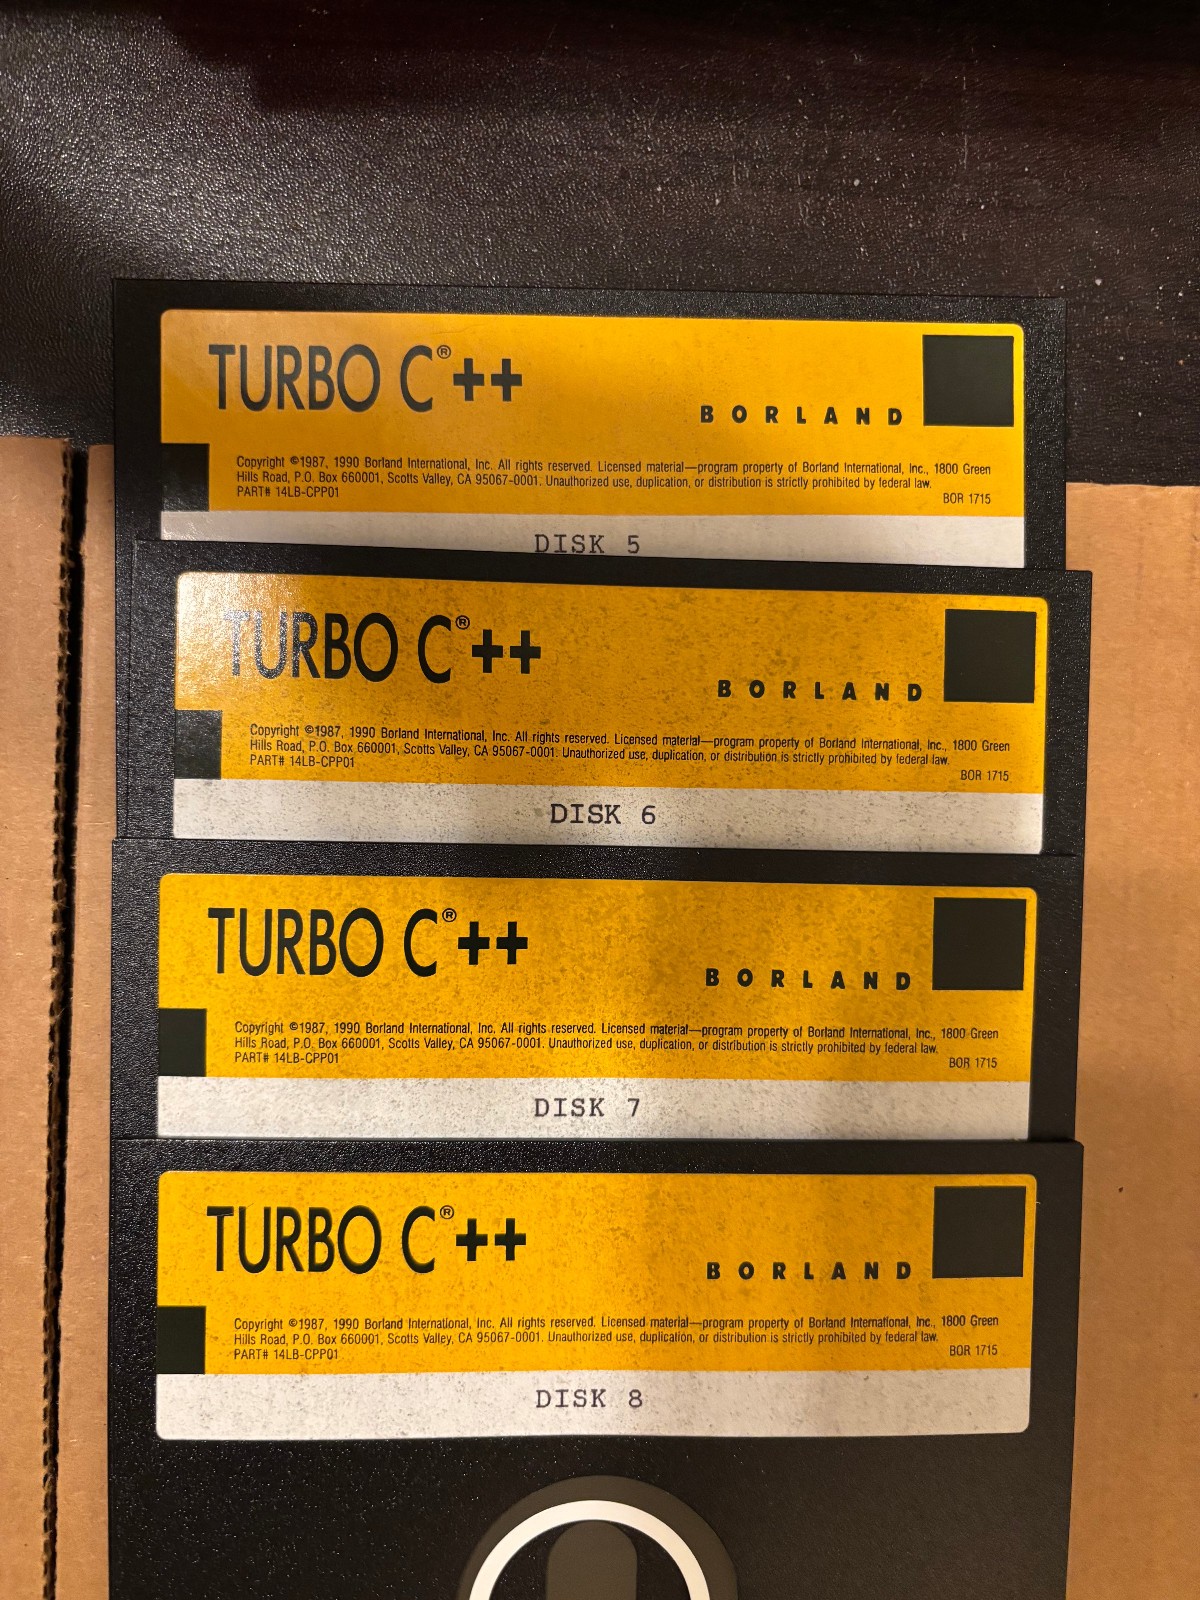 TURBO C®++
BORLAND
Copyright ©1987, 1990 Borland International, Inc. All rights reserved. Licensed material—program property of Borland International, Inc., 1800 Green
Hills Road, P.O. Box 660001, Scotts Valley, CA 95067-0001. Unauthorized use, duplication, or distribution is strictly prohibited by federal law.
PART# 14LB-CPP01
BOR 1715
DISK 5
TURBO C®++
BORLAND
Copyright ©1987, 1990 Borland International, Inc. All rights reserved. Licensed material—program property of Borland International, Inc., 1800 Green
Hills Road, P.O. Box 660001, Scotts Valley, CA 95067-0001. Unauthorized use, duplication, or distribution is strictly prohibited by federal law.
PART# 14LB-CPP01
BOR 1715
DISK 6
TURBO C®++
BORLAND
Copyright ©1987, 1990 Borland International, Inc. All rights reserved. Licensed material—program property of Borland International, Inc., 1800 Green
Hills Road, P.O. Box 660001, Scotts Valley, CA 95067-0001. Unauthorized use, duplication, or distribution is strictly prohibited by federal law.
PART# 14LB-CPP01
BOR 1715
DISK 7
TURBO C®++
BORLAND
Copyright ©1987, 1990 Borland International, Inc. All rights reserved. Licensed material—program property of Borland International, Inc., 1800 Green
Hills Road, P.O. Box 660001, Scotts Valley, CA 95067-0001. Unauthorized use, duplication, or distribution is strictly prohibited by federal law.
PART# 14LB-CPP01
BOR 1715
DISK 8